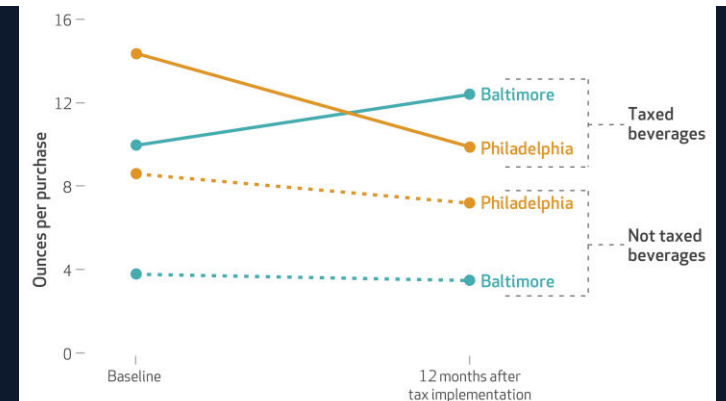 16
12
8
4
0
Ounces per purchase
Baltimore
Philadelphia
Taxed
beverages
Philadelphia
Baltimore
Not taxed
beverages
Baseline
12 months after
tax implementation